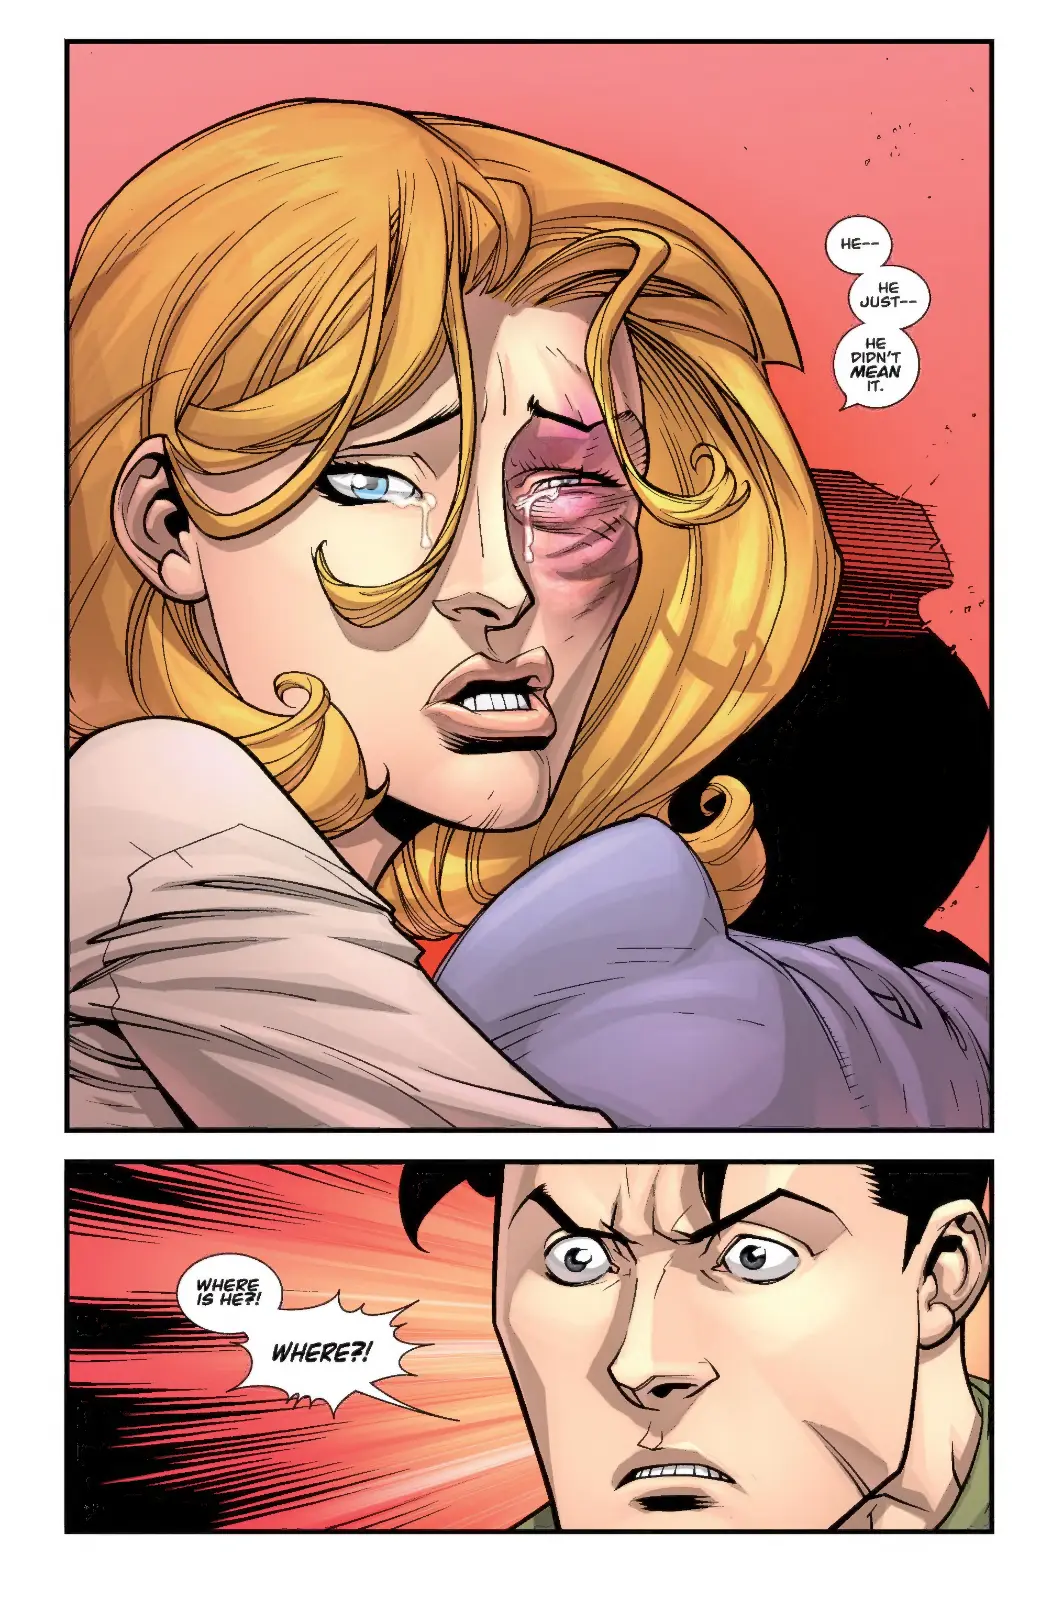 HE--
HE
JUST--
HE
DIDN'T
MEAN
IT.
WHERE
IS HE?!
WHERE?!